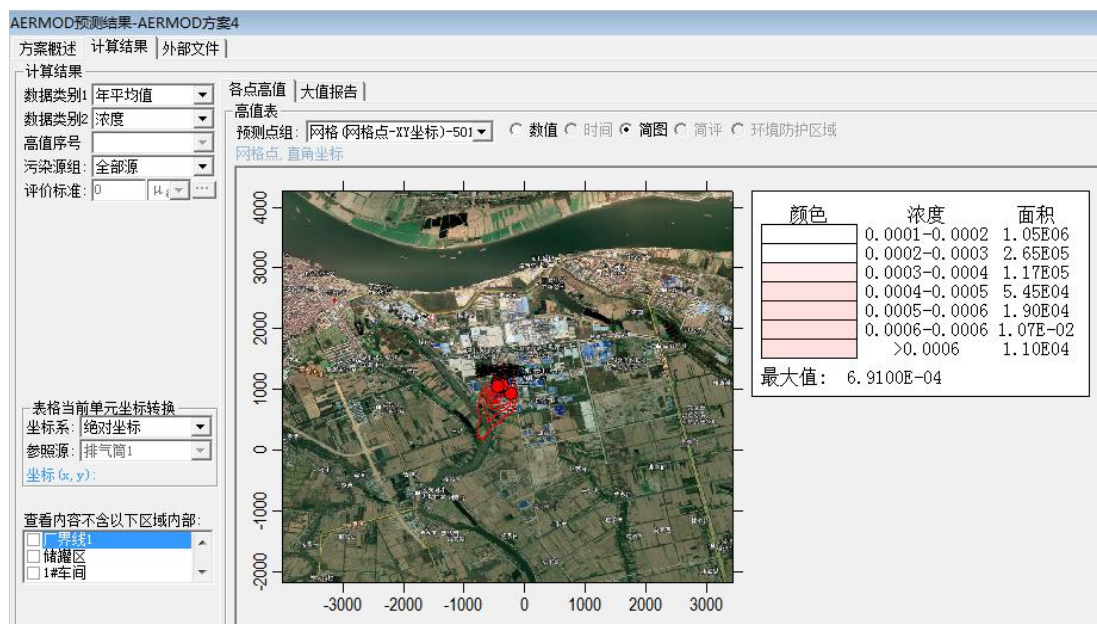 AERMOD预测结果-AERMOD方案4
方案概述 计算结果 外部文件
计算结果
数据类别1 年平均值
数据类别2 浓度
高值序号
污染源组: 全部源
评价标准: 0
各点高值 大值报告
高值表
预测点组: 网格(网格点-XY坐标)-501 数值 时间 简图 简评 环境防护区域
网格点, 直角坐标
4000
3000
2000
1000
0
-1000
-2000
-3000 -2000 -1000 0 1000 2000 3000
颜色 浓度 面积
0.0001-0.0002 1.05E06
0.0002-0.0003 2.65E05
0.0003-0.0004 1.17E05
0.0004-0.0005 5.45E04
0.0005-0.0006 1.90E04
0.0006-0.0006 1.07E-02
>0.0006 1.10E04
最大值: 6.9100E-04
表格当前单元坐标转换
坐标系: 绝对坐标
参照源: 排气筒1
坐标(x,y):
查看内容不含以下区域内部:
厂界线1
储罐区
1#车间